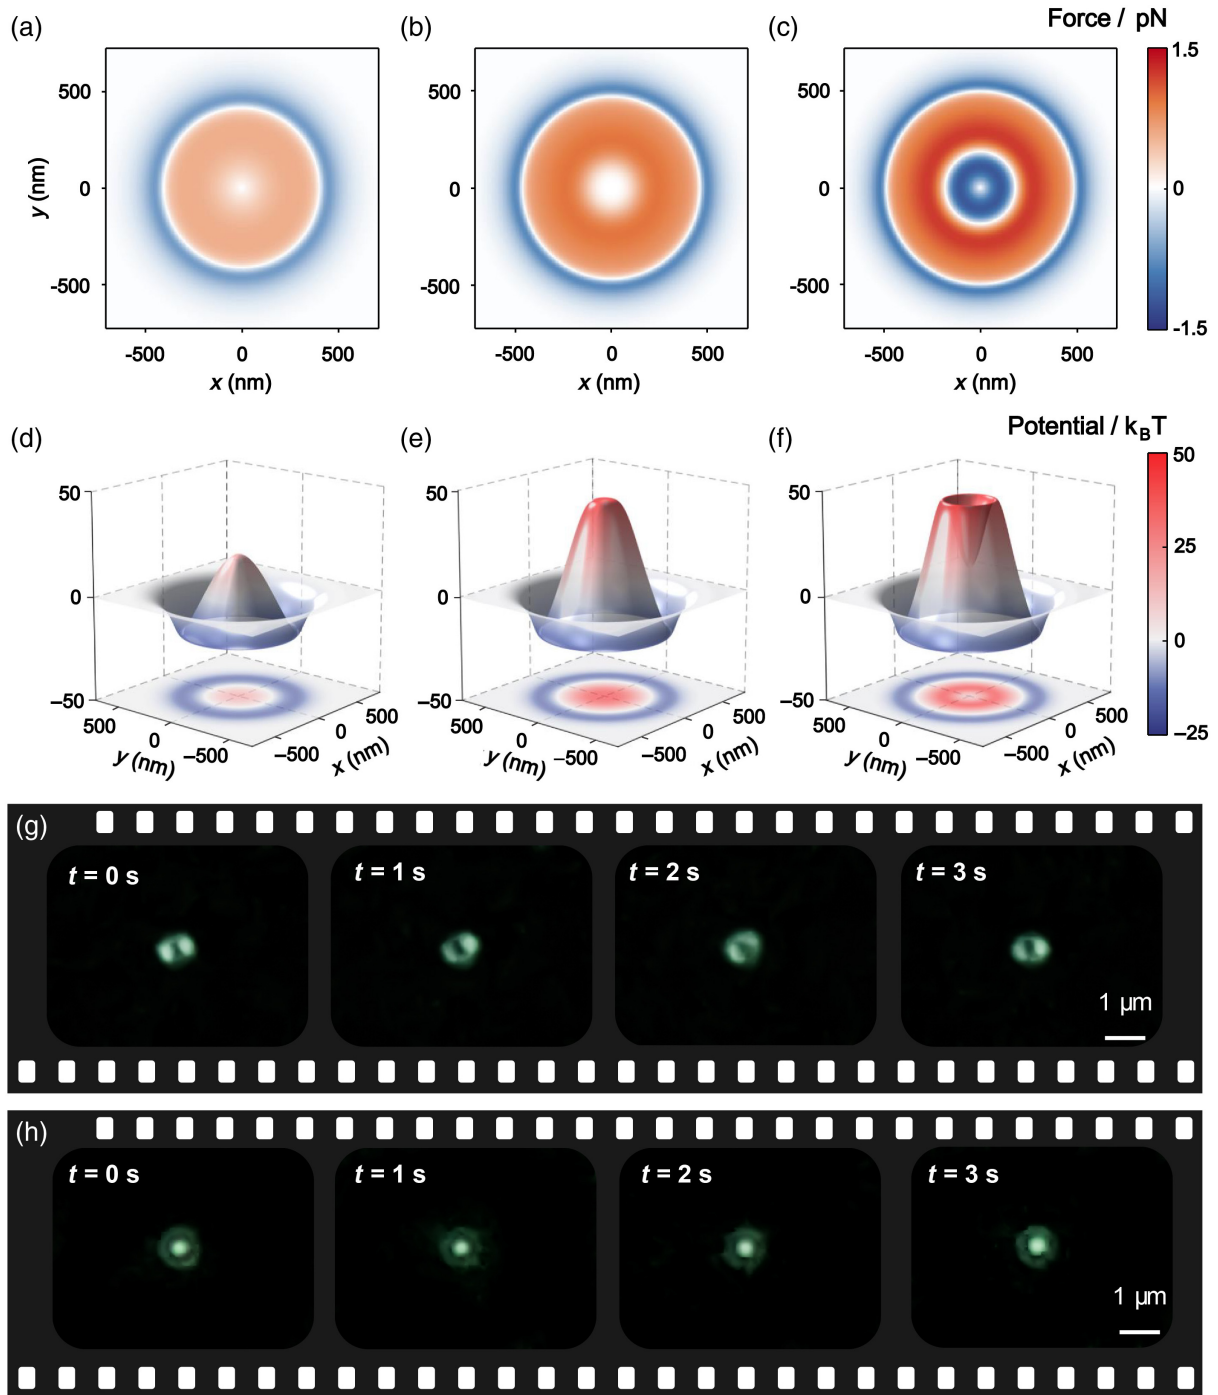 (a)
(b)
(c)
Force / pN
500
0
-500
y (nm)
-500 0 500
x (nm)
500
0
-500
-500 0 500
x (nm)
500
0
-500
-500 0 500
x (nm)
1.5
0
-1.5
(d)
(e)
(f)
Potential / kBT
50
0
−50
500 0 −500
y (nm)
−500 0 500
x (nm)
50
0
−50
500 0 −500
y (nm)
−500 0 500
x (nm)
50
0
−50
500 0 −500
y (nm)
−500 0 500
x (nm)
50
25
0
−25
(g)
t = 0 s
t = 1 s
t = 2 s
t = 3 s
1 μm
(h)
t = 0 s
t = 1 s
t = 2 s
t = 3 s
1 μm